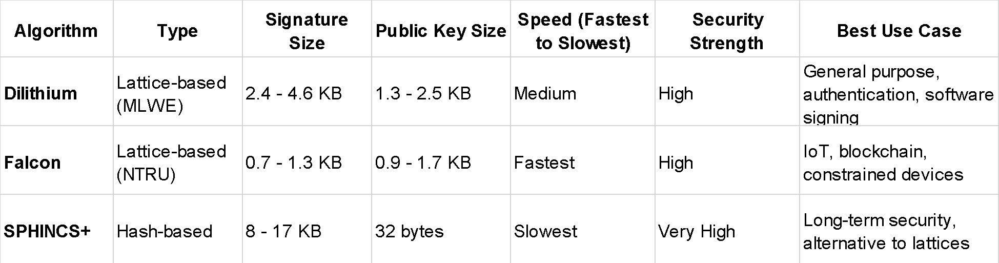 Algorithm
Type
Signature
Size
Public Key Size
Speed (Fastest
to Slowest)
Security
Strength
Best Use Case
Dilithium
Lattice-based
(MLWE)
2.4 - 4.6 KB
1.3 - 2.5 KB
Medium
High
General purpose,
authentication, software
signing
Falcon
Lattice-based
(NTRU)
0.7 - 1.3 KB
0.9 - 1.7 KB
Fastest
High
IoT, blockchain,
constrained devices
SPHINCS+
Hash-based
8 - 17 KB
32 bytes
Slowest
Very High
Long-term security,
alternative to lattices